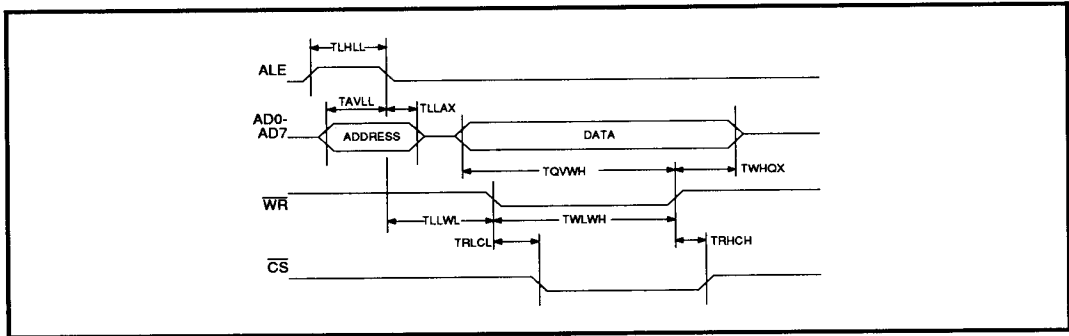 TLHLL
ALE
TAVLL
TLLAX
AD0-
AD7
ADDRESS
DATA
TQVWH
TWHQX
WR
TLLWL
TWLWH
TRLCL
TRHCH
CS